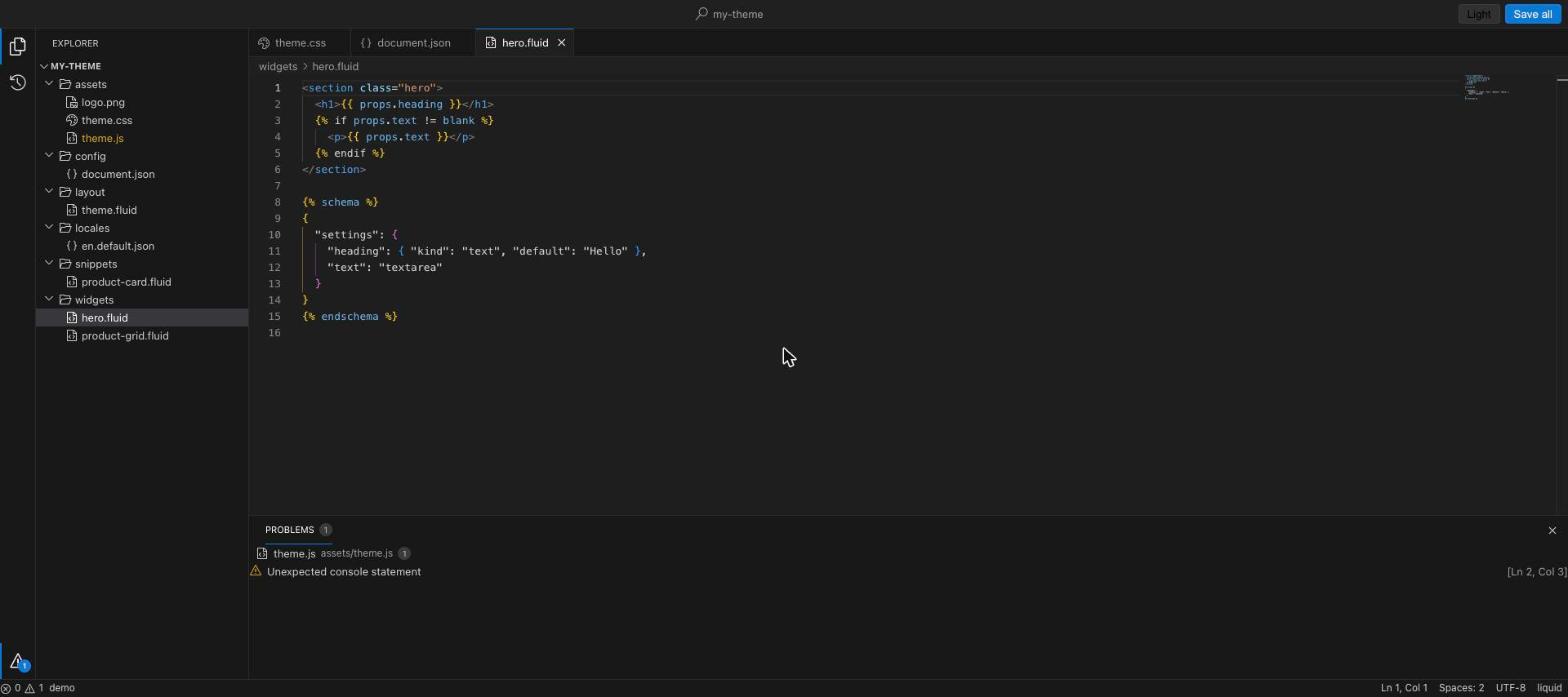 my-theme
Light
Save all
EXPLORER
MY-THEME
assets
logo.png
theme.css
theme.js
config
document.json
layout
theme.fluid
locales
en.default.json
snippets
product-card.fluid
widgets
hero.fluid
product-grid.fluid
theme.css
{} document.json
hero.fluid
widgets > hero.fluid
1 <section class="hero">
2 <h1>{{ props.heading }}</h1>
3 {% if props.text != blank %}
4 <p>{{ props.text }}</p>
5 {% endif %}
6 </section>
7
8 {% schema %}
9 {
10 "settings": {
11 "heading": { "kind": "text", "default": "Hello" },
12 "text": "textarea"
13 }
14 }
15 {% endschema %}
16
PROBLEMS 1
theme.js assets/theme.js 1
Unexpected console statement [Ln 2, Col 3]
1
0 1 demo
Ln 1, Col 1 Spaces: 2 UTF-8 liquid